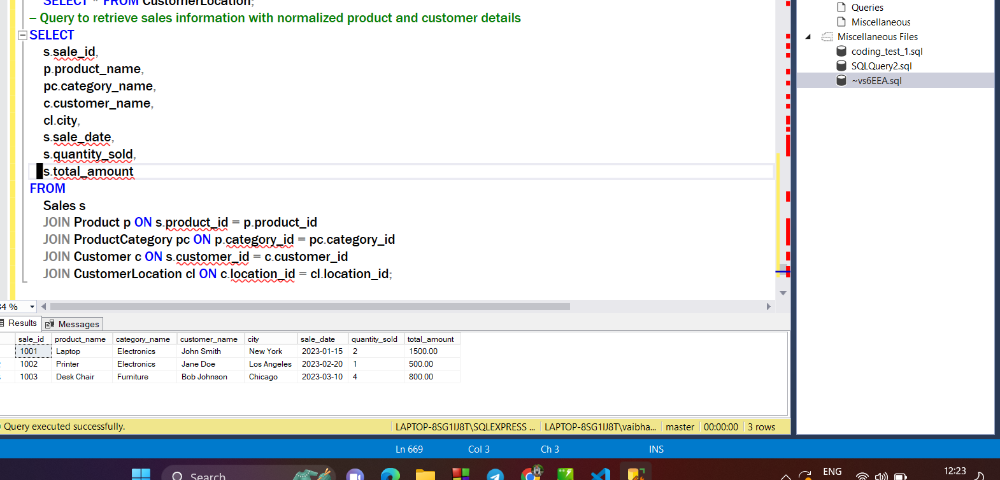 SELECT * FROM CustomerLocation;
– Query to retrieve sales information with normalized product and customer details
SELECT
s.sale_id,
p.product_name,
pc.category_name,
c.customer_name,
cl.city,
s.sale_date,
s.quantity_sold,
s.total_amount
FROM
Sales s
JOIN Product p ON s.product_id = p.product_id
JOIN ProductCategory pc ON p.category_id = pc.category_id
JOIN Customer c ON s.customer_id = c.customer_id
JOIN CustomerLocation cl ON c.location_id = cl.location_id;
Queries
Miscellaneous
Miscellaneous Files
coding_test_1.sql
SQLQuery2.sql
~vs6EEA.sql
4 %
Results Messages
sale_id product_name category_name customer_name city sale_date quantity_sold total_amount
1001 Laptop Electronics John Smith New York 2023-01-15 2 1500.00
1002 Printer Electronics Jane Doe Los Angeles 2023-02-20 1 500.00
1003 Desk Chair Furniture Bob Johnson Chicago 2023-03-10 4 800.00
Query executed successfully. LAPTOP-8SG1IJ8T\SQLEXPRESS ... LAPTOP-8SG1IJ8T\vaibha... master 00:00:00 3 rows
Ln 669 Col 3 Ch 3 INS
Search ENG 12:23